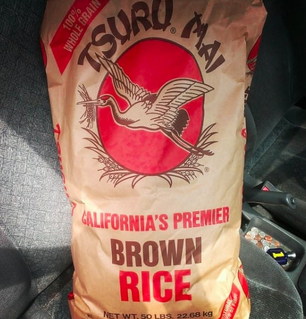 100%
WHOLE GRAIN
TSURU® MAI
®
CALIFORNIA'S PREMIER
BROWN
RICE
NET WT. 50 LBS. 22.68 kg